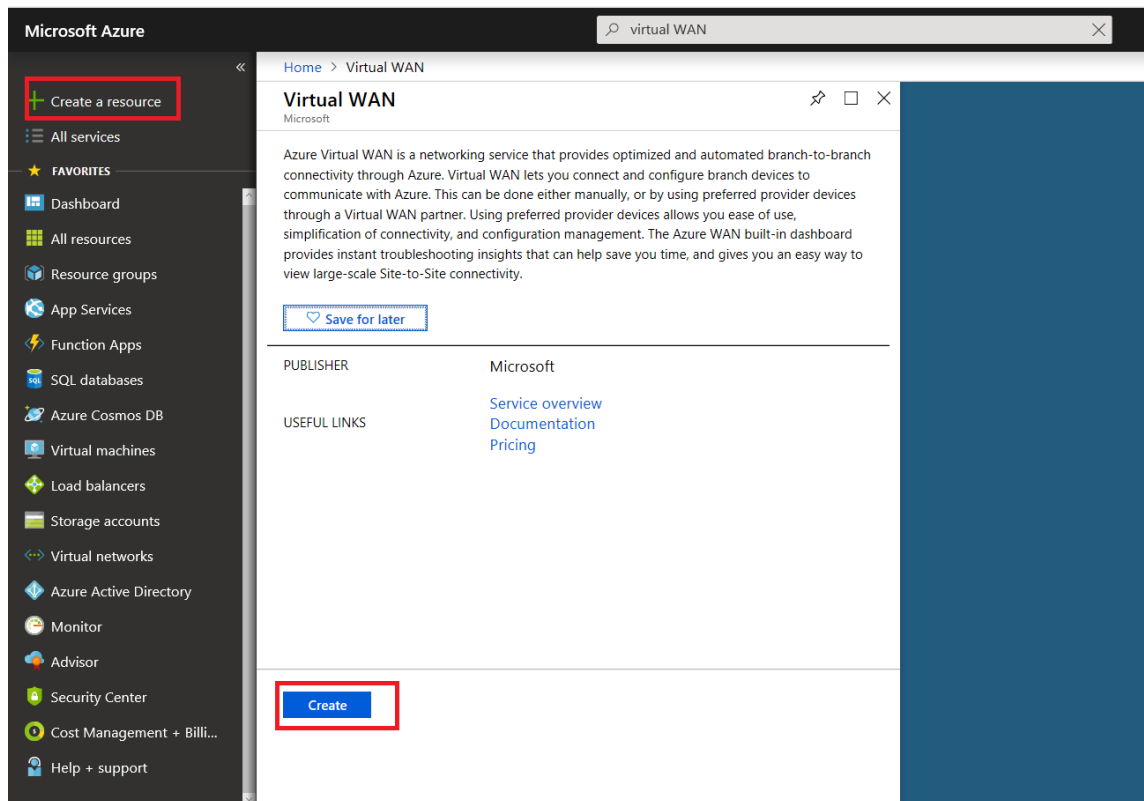 Microsoft Azure
virtual WAN
Create a resource
All services
FAVORITES
Dashboard
All resources
Resource groups
App Services
Function Apps
SQL databases
Azure Cosmos DB
Virtual machines
Load balancers
Storage accounts
Virtual networks
Azure Active Directory
Monitor
Advisor
Security Center
Cost Management + Billi...
Help + support
Home > Virtual WAN
Virtual WAN
Microsoft
Azure Virtual WAN is a networking service that provides optimized and automated branch-to-branch
connectivity through Azure. Virtual WAN lets you connect and configure branch devices to
communicate with Azure. This can be done either manually, or by using preferred provider devices
through a Virtual WAN partner. Using preferred provider devices allows you ease of use,
simplification of connectivity, and configuration management. The Azure WAN built-in dashboard
provides instant troubleshooting insights that can help save you time, and gives you an easy way to
view large-scale Site-to-Site connectivity.
Save for later
PUBLISHER Microsoft
USEFUL LINKS
Service overview
Documentation
Pricing
Create